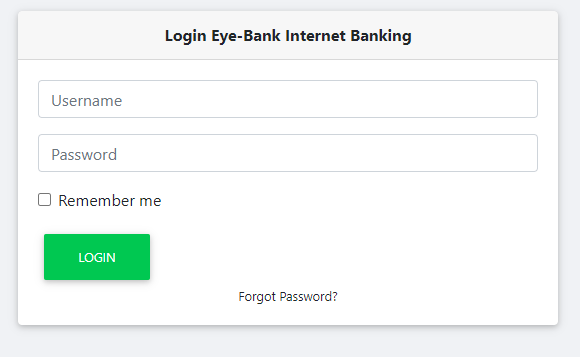 Login Eye-Bank Internet Banking
Username
Password
Remember me
LOGIN
Forgot Password?